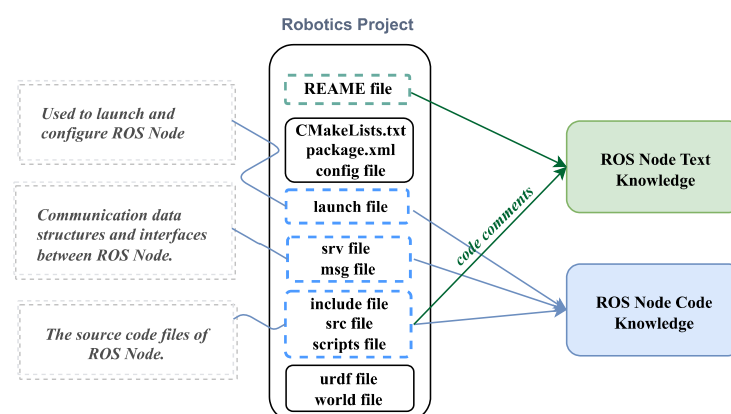 Robotics Project
REAME file
CMakeLists.txt
package.xml
config file
launch file
srv file
msg file
include file
src file
scripts file
urdf file
world file
Used to launch and
configure ROS Node
Communication data
structures and interfaces
between ROS Node.
The source code files of
ROS Node.
code comments
ROS Node Text
Knowledge
ROS Node Code
Knowledge